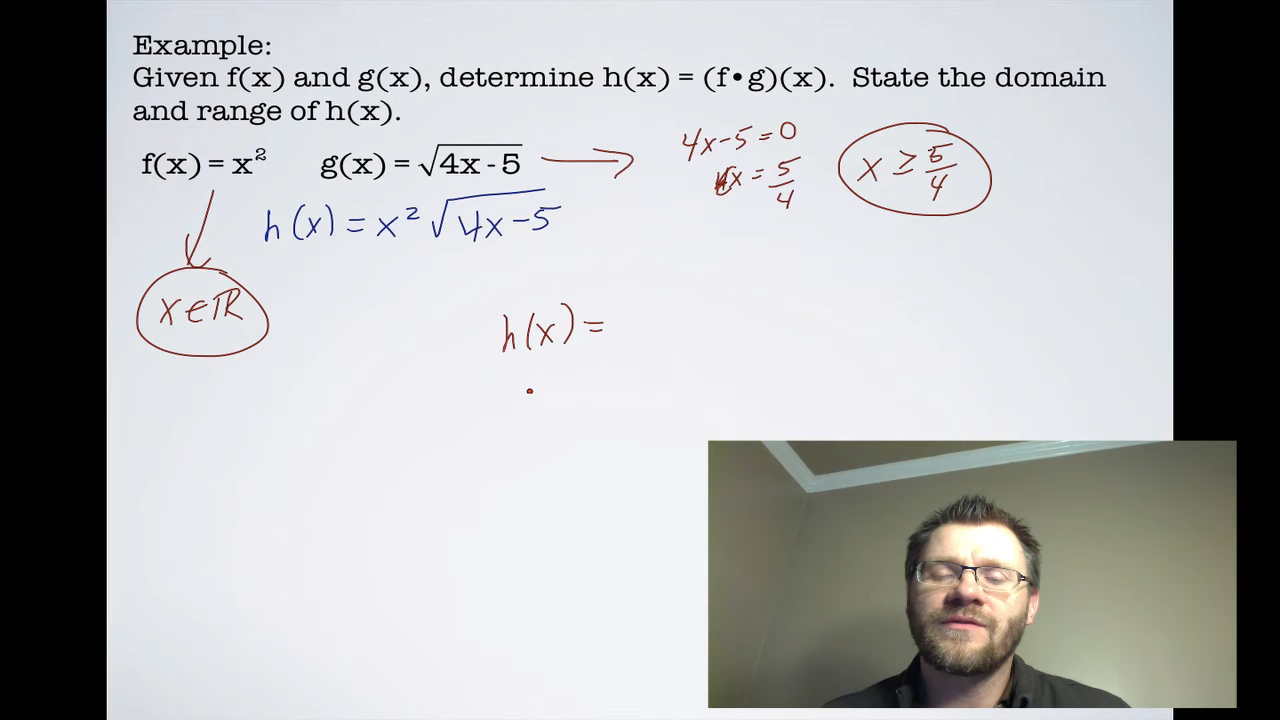 Example:
Given f(x) and g(x), determine h(x) = (f•g)(x).  State the domain
and range of h(x).
f(x) = x²  g(x) = √(4x - 5)
4x-5=0
x = 5/4
x ≥ 5/4
h(x) = x² √(4x-5)
x∈ℝ
h(x) =